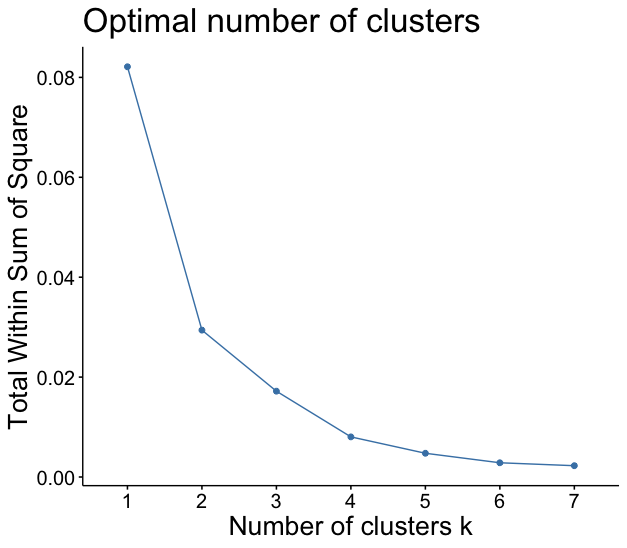 Optimal number of clusters
Total Within Sum of Square
0.08
0.06
0.04
0.02
0.00
1 2 3 4 5 6 7
Number of clusters k